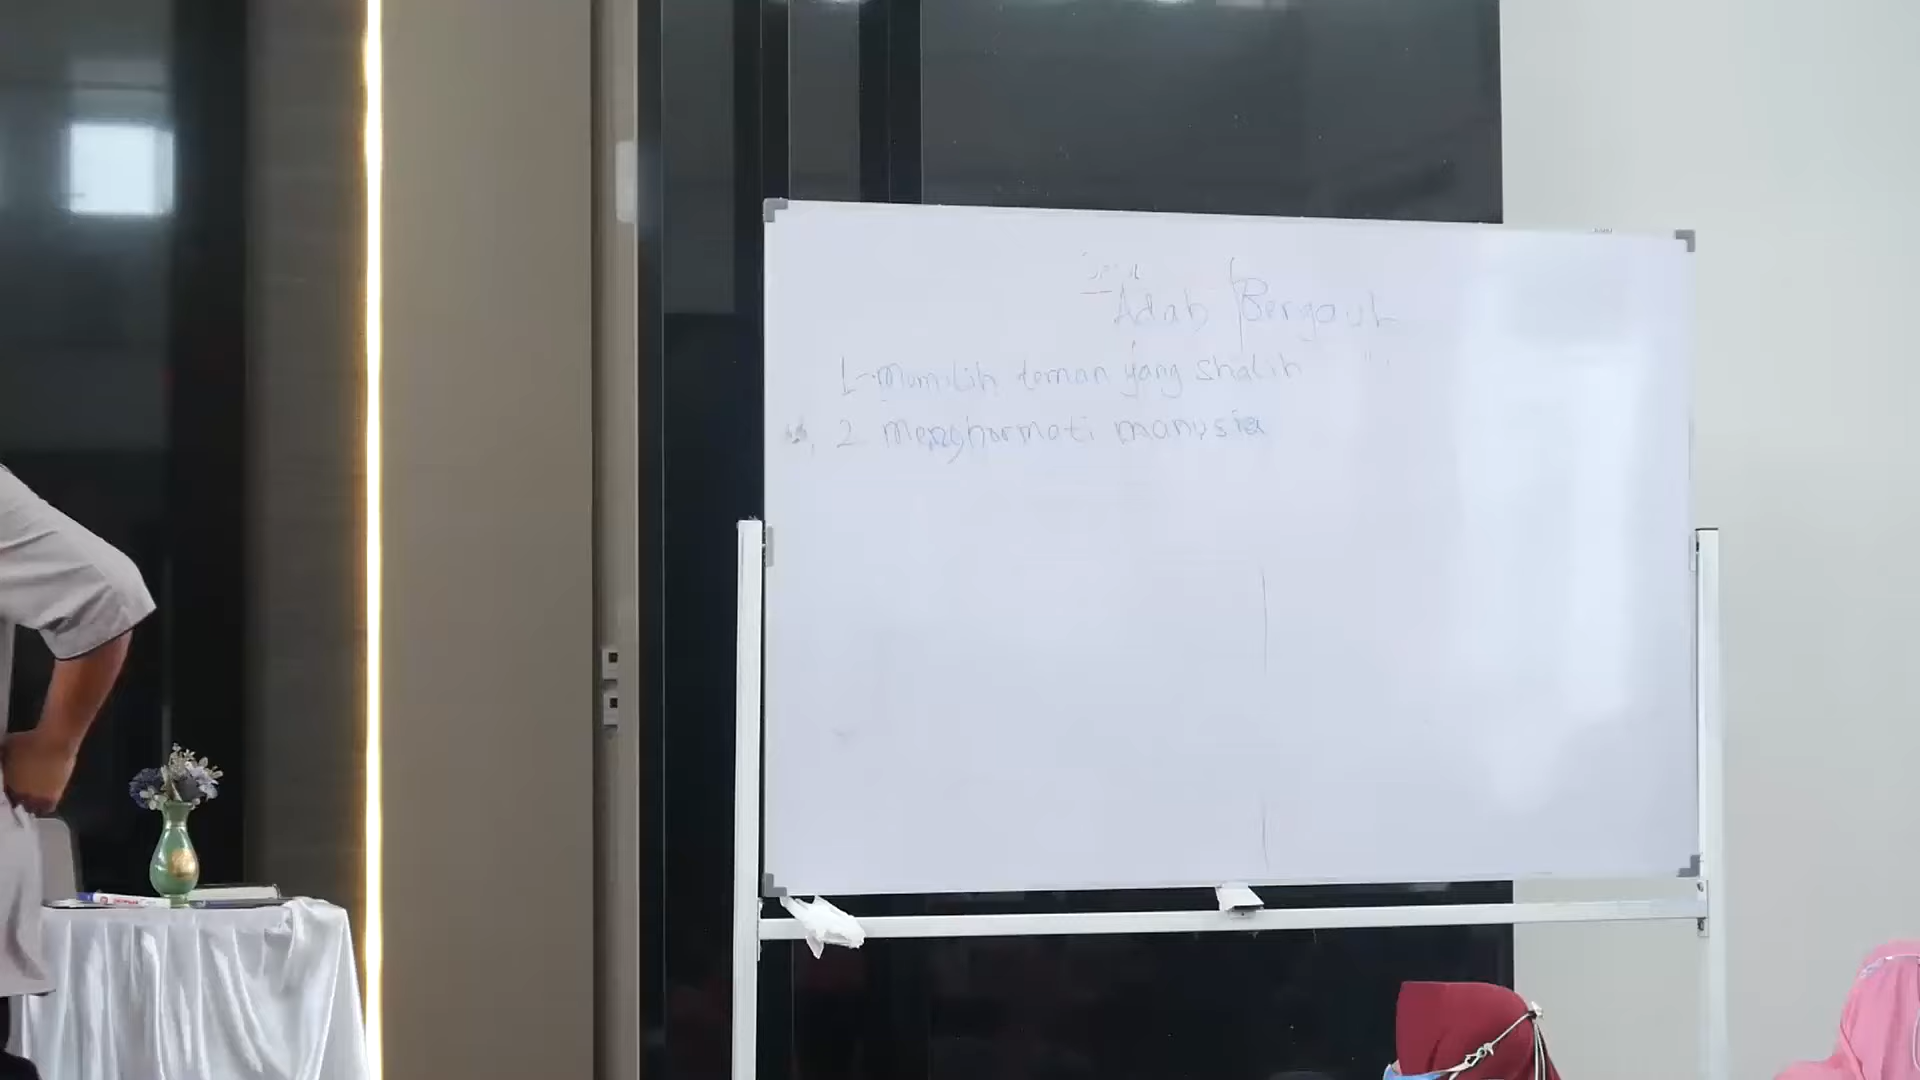 Adab Bergaul
1. Memilih teman yang shalih
2 menghormati manusia